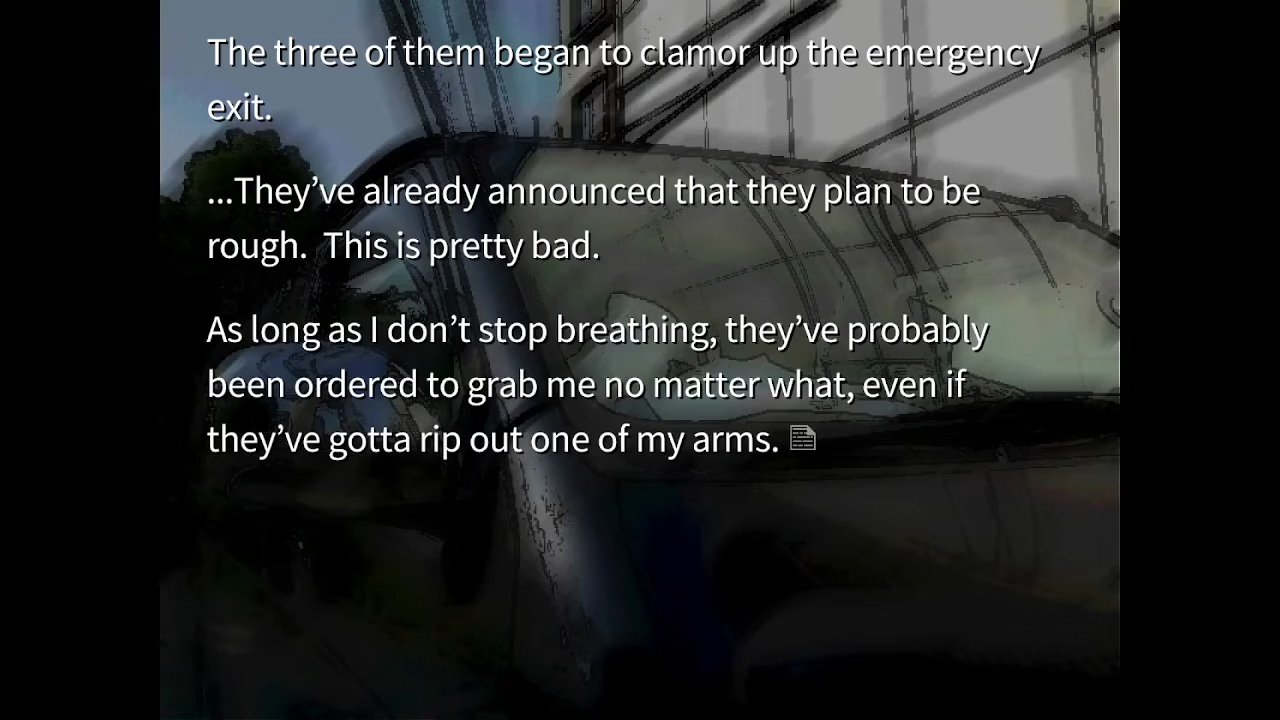 The three of them began to clamor up the emergency
exit.
...They’ve already announced that they plan to be
rough.  This is pretty bad.
As long as I don’t stop breathing, they’ve probably
been ordered to grab me no matter what, even if
they’ve gotta rip out one of my arms.